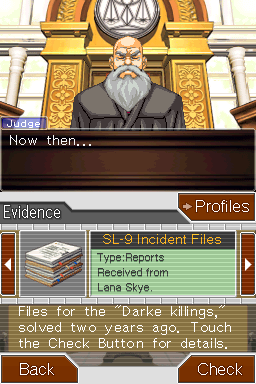 Judge
Now then...
Evidence
Profiles
SL-9 Incident Files
Type:Reports
Received from
Lana Skye.
Files for the "Darke killings,"
solved two years ago. Touch
the Check Button for details.
Back
Check